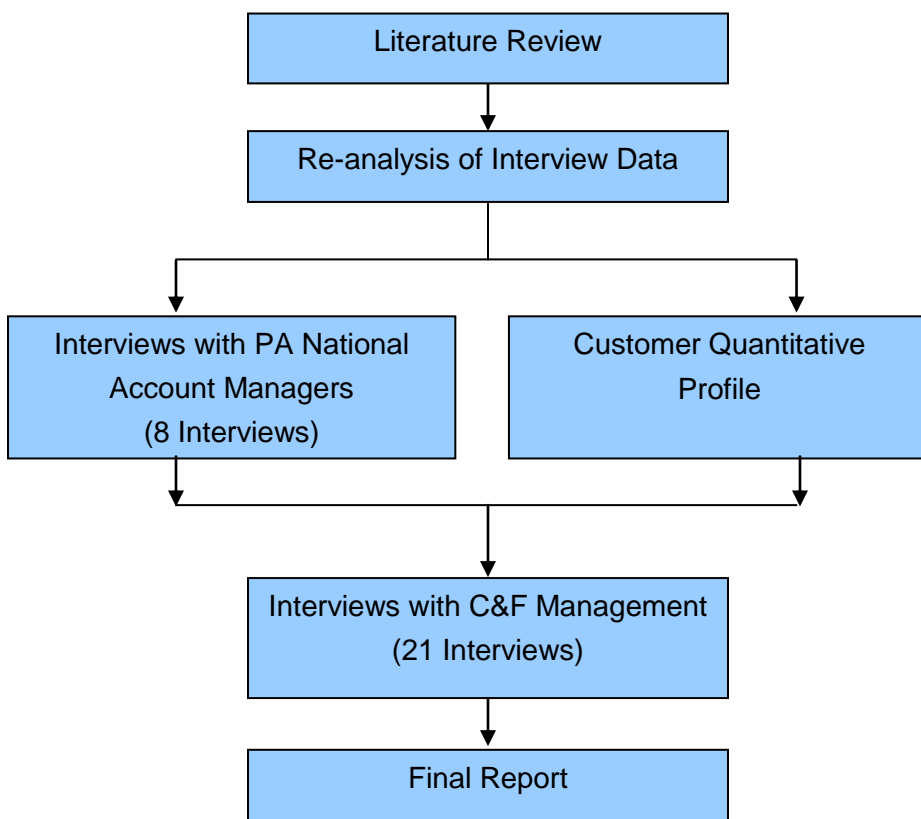 Literature Review
Re-analysis of Interview Data
Interviews with PA National
Account Managers
(8 Interviews)
Customer Quantitative
Profile
Interviews with C&F Management
(21 Interviews)
Final Report